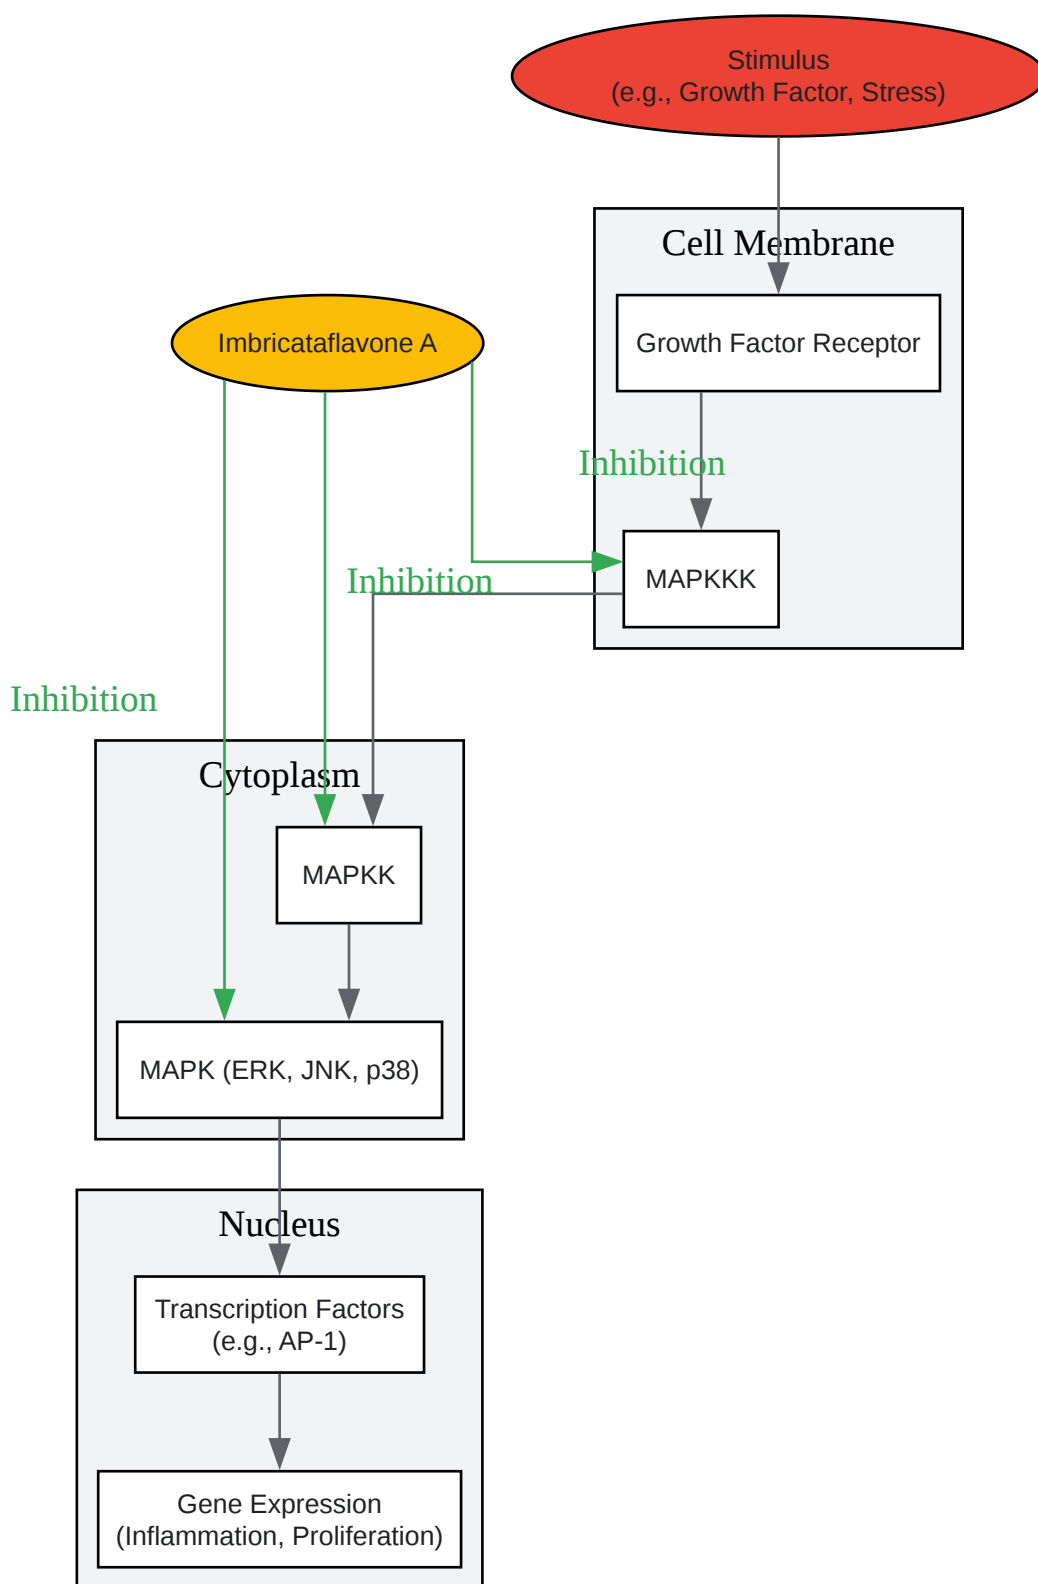 Stimulus
(e.g., Growth Factor, Stress)
Cell Membrane
Growth Factor Receptor
Imbricataflavone A
Inhibition
MAPKKK
Inhibition
Inhibition
Cytoplasm
MAPKK
MAPK (ERK, JNK, p38)
Nucleus
Transcription Factors
(e.g., AP-1)
Gene Expression
(Inflammation, Proliferation)